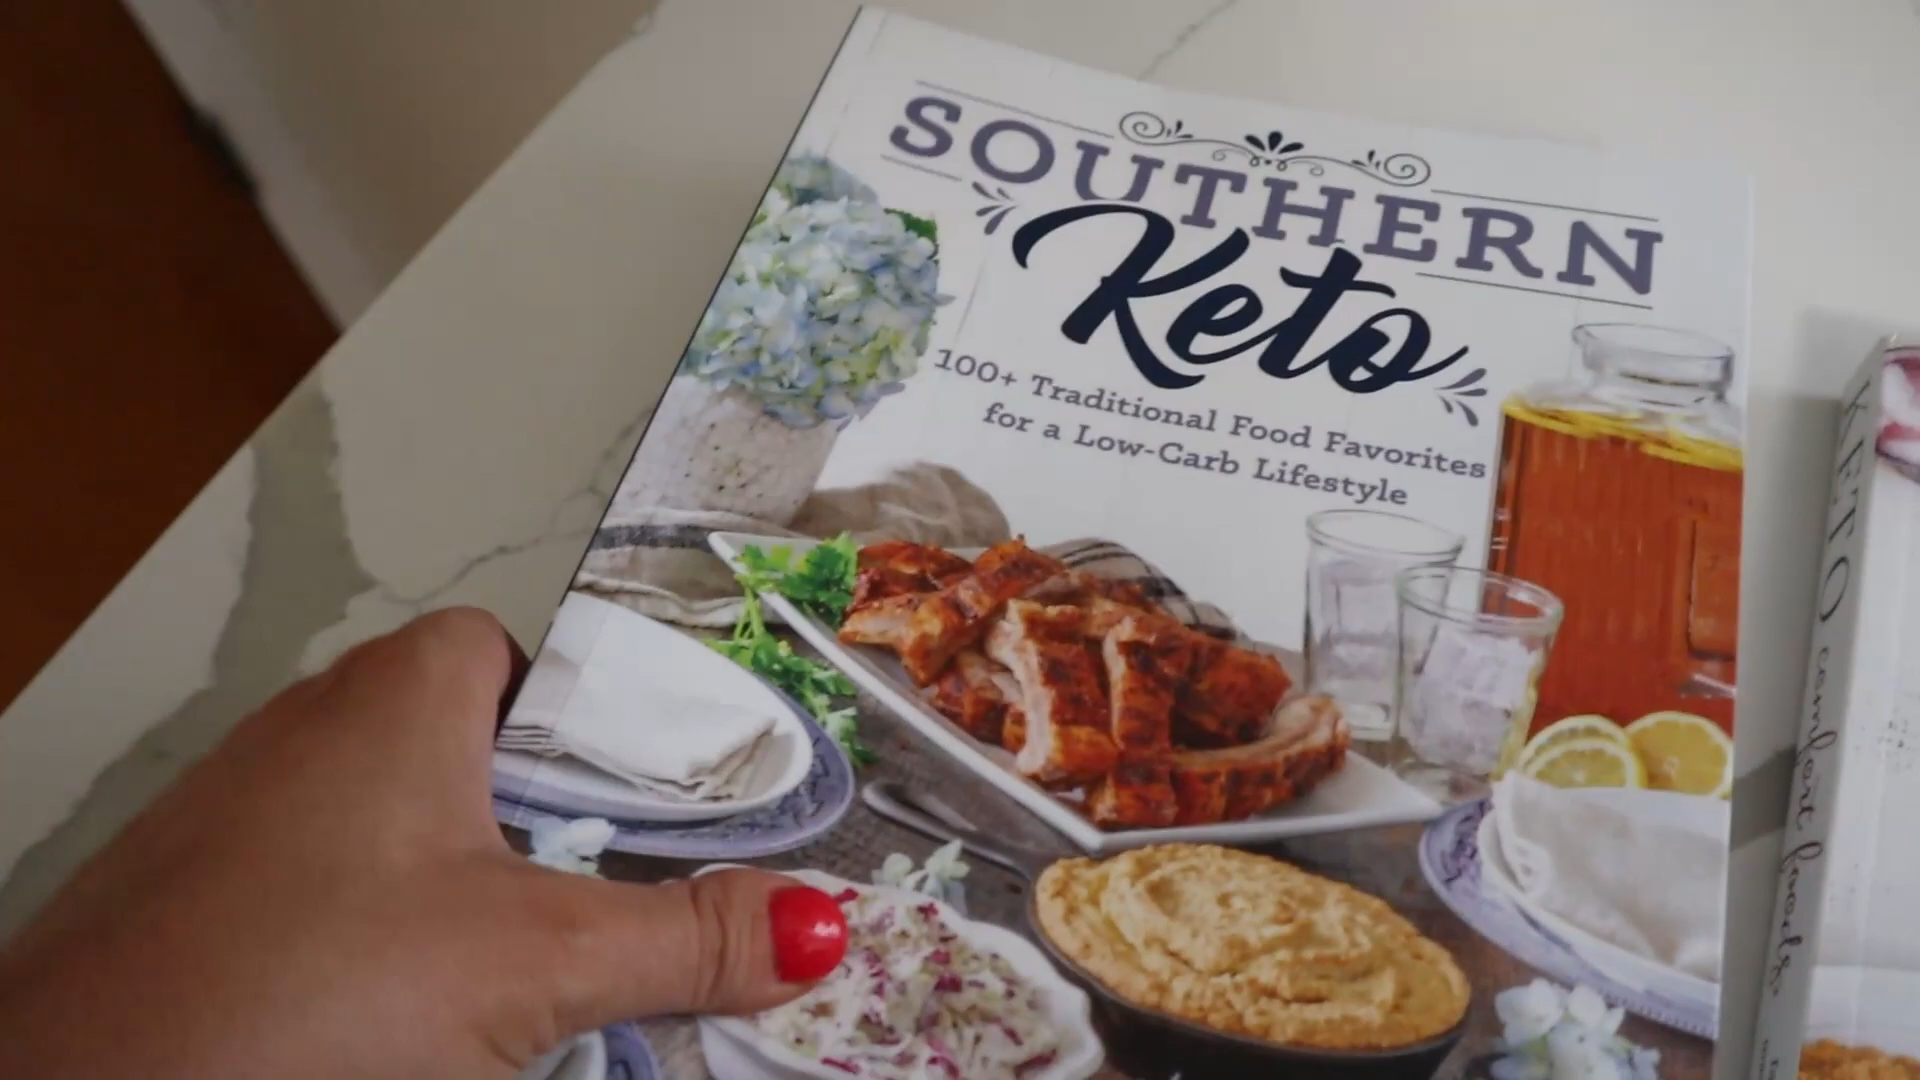 SOUTHERN
Keto
100+ Traditional Food Favorites
for a Low-Carb Lifestyle
KETO comfort foods